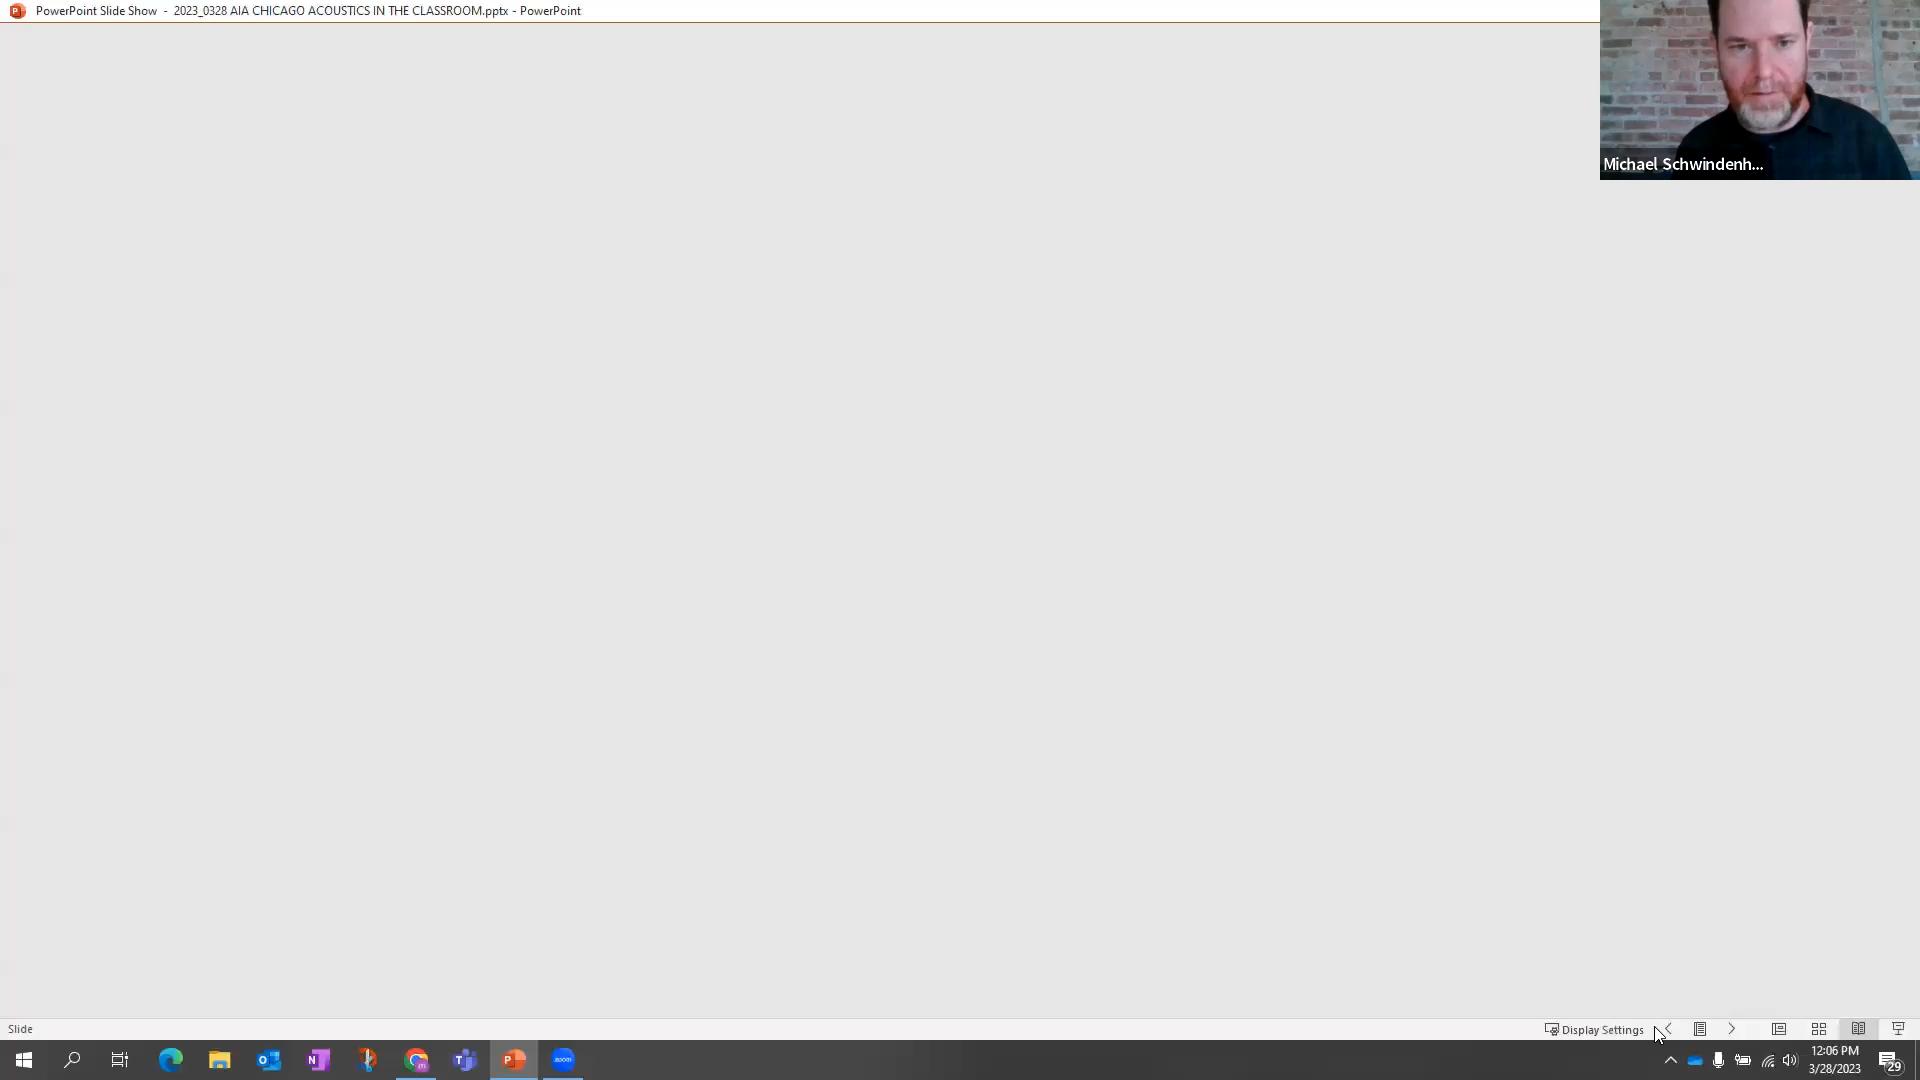 PowerPoint Slide Show - 2023_0328 AIA CHICAGO ACOUSTICS IN THE CLASSROOM.pptx - PowerPoint
Michael Schwindenh...
Slide
Display Settings
12:06 PM
3/28/2023
29
zoom